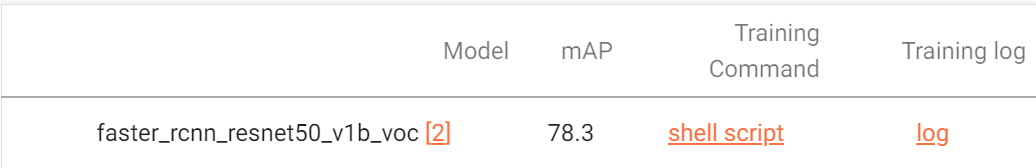 Model mAP Training Command Training log
faster_rcnn_resnet50_v1b_voc [2] 78.3 shell script log